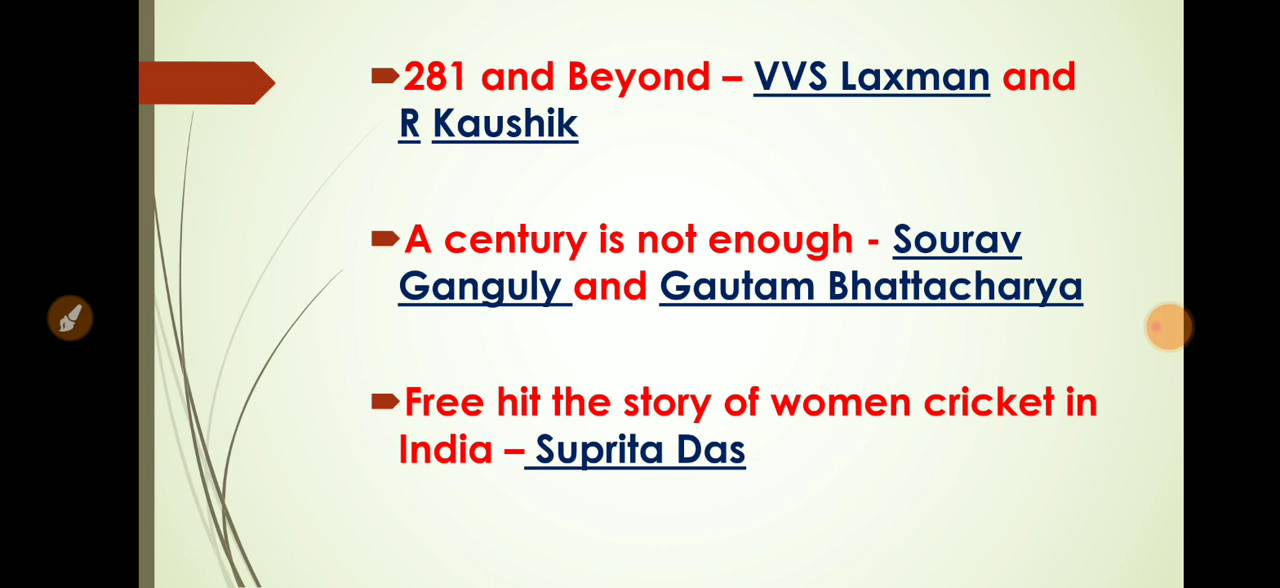 281 and Beyond – VVS Laxman and
R Kaushik
A century is not enough - Sourav
Ganguly and Gautam Bhattacharya
Free hit the story of women cricket in
India – Suprita Das